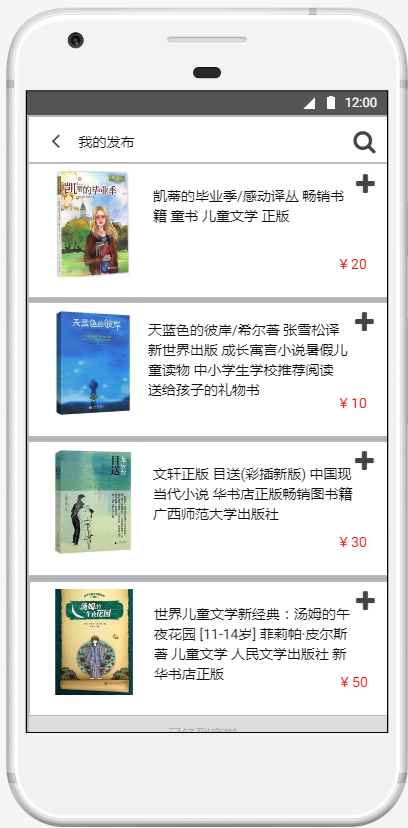 12:00
我的发布
凯蒂的毕业季
凯蒂的毕业季/感动译丛 畅销书
籍 童书 儿童文学 正版
¥ 20
天蓝色的彼岸
天蓝色的彼岸/希尔著 张雪松译
新世界出版 成长寓言小说暑假儿
童读物 中小学生学校推荐阅读
送给孩子的礼物书
¥ 10
龙应台
目送
文轩正版 目送(彩插新版) 中国现
当代小说 华书店正版畅销图书籍
广西师范大学出版社
¥ 30
汤姆的
午夜花园
世界儿童文学新经典：汤姆的午
夜花园 [11-14岁] 菲莉帕·皮尔斯
著 儿童文学 人民文学出版社 新
华书店正版
¥ 50